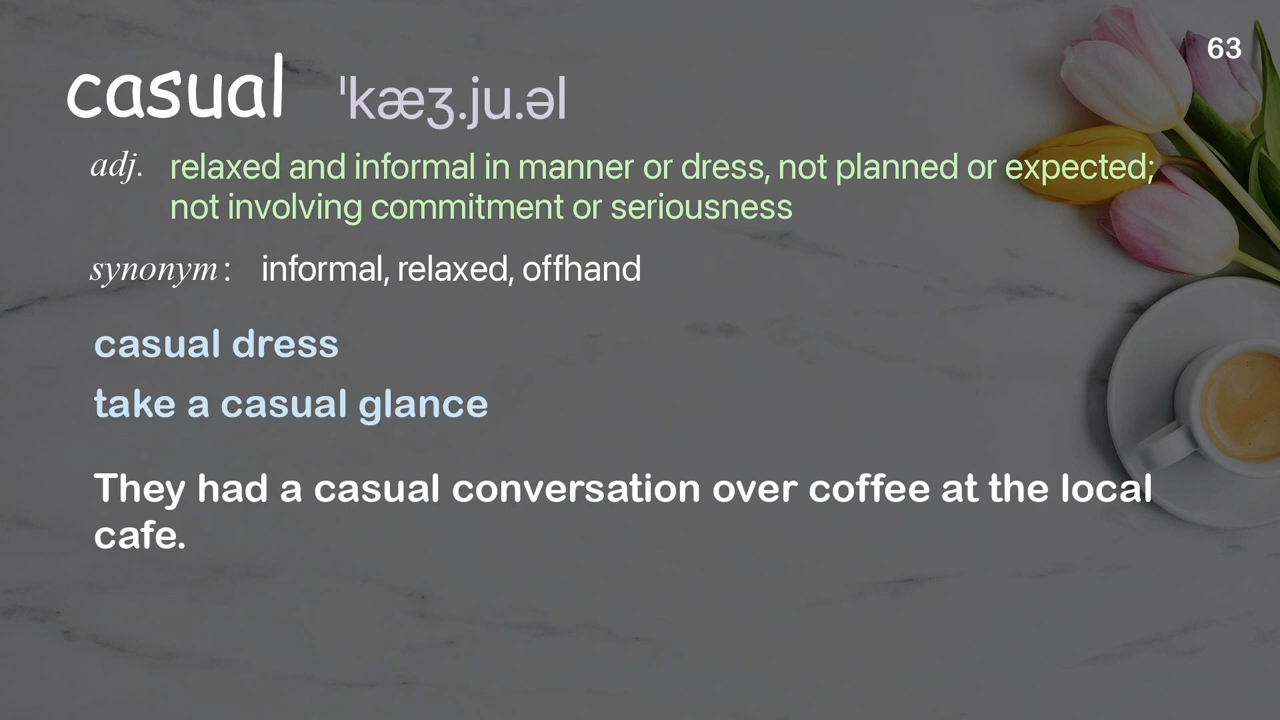 63
casual ˈkæʒ.ju.əl
adj. relaxed and informal in manner or dress, not planned or expected;
not involving commitment or seriousness
synonym: informal, relaxed, offhand
casual dress
take a casual glance
They had a casual conversation over coffee at the local
cafe.